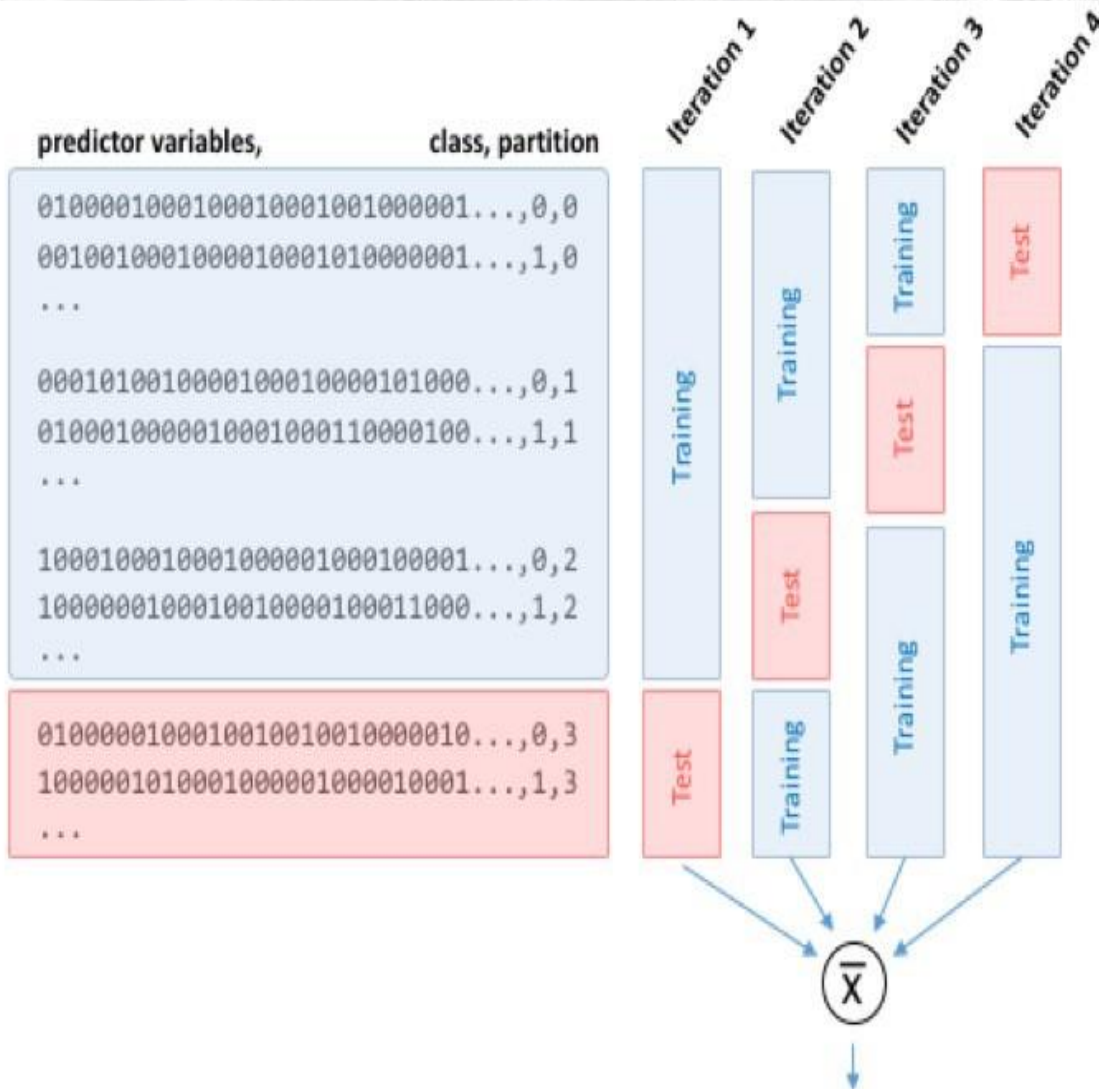 Iteration 1
Iteration 2
Iteration 3
Iteration 4
predictor variables, class, partition
0100001000100010001001000001...,0,0
0010010001000010001010000001...,1,0
...
0001010010000100010000101000...,0,1
0100010000010001000110000100...,1,1
...
1000100010001000001000100001...,0,2
1000000100010010000100011000...,1,2
...
0100000100010010010010000010...,0,3
1000001010001000001000010001...,1,3
...
Training
Test
Training
Test
Training
Training
Test
Training
Test
Training
X̄